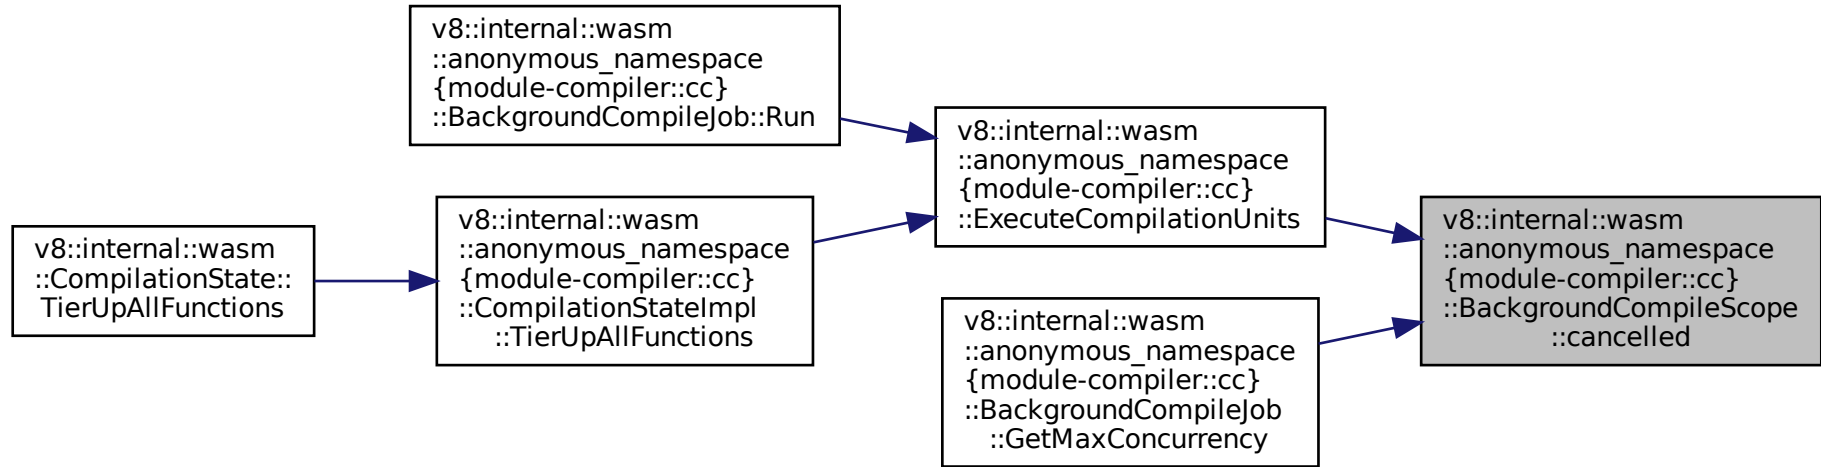 v8::internal::wasm
::anonymous_namespace
{module-compiler::cc}
::BackgroundCompileJob::Run
v8::internal::wasm
::CompilationState::
TierUpAllFunctions
v8::internal::wasm
::anonymous_namespace
{module-compiler::cc}
::CompilationStateImpl
::TierUpAllFunctions
v8::internal::wasm
::anonymous_namespace
{module-compiler::cc}
::ExecuteCompilationUnits
v8::internal::wasm
::anonymous_namespace
{module-compiler::cc}
::BackgroundCompileJob
::GetMaxConcurrency
v8::internal::wasm
::anonymous_namespace
{module-compiler::cc}
::BackgroundCompileScope
::cancelled